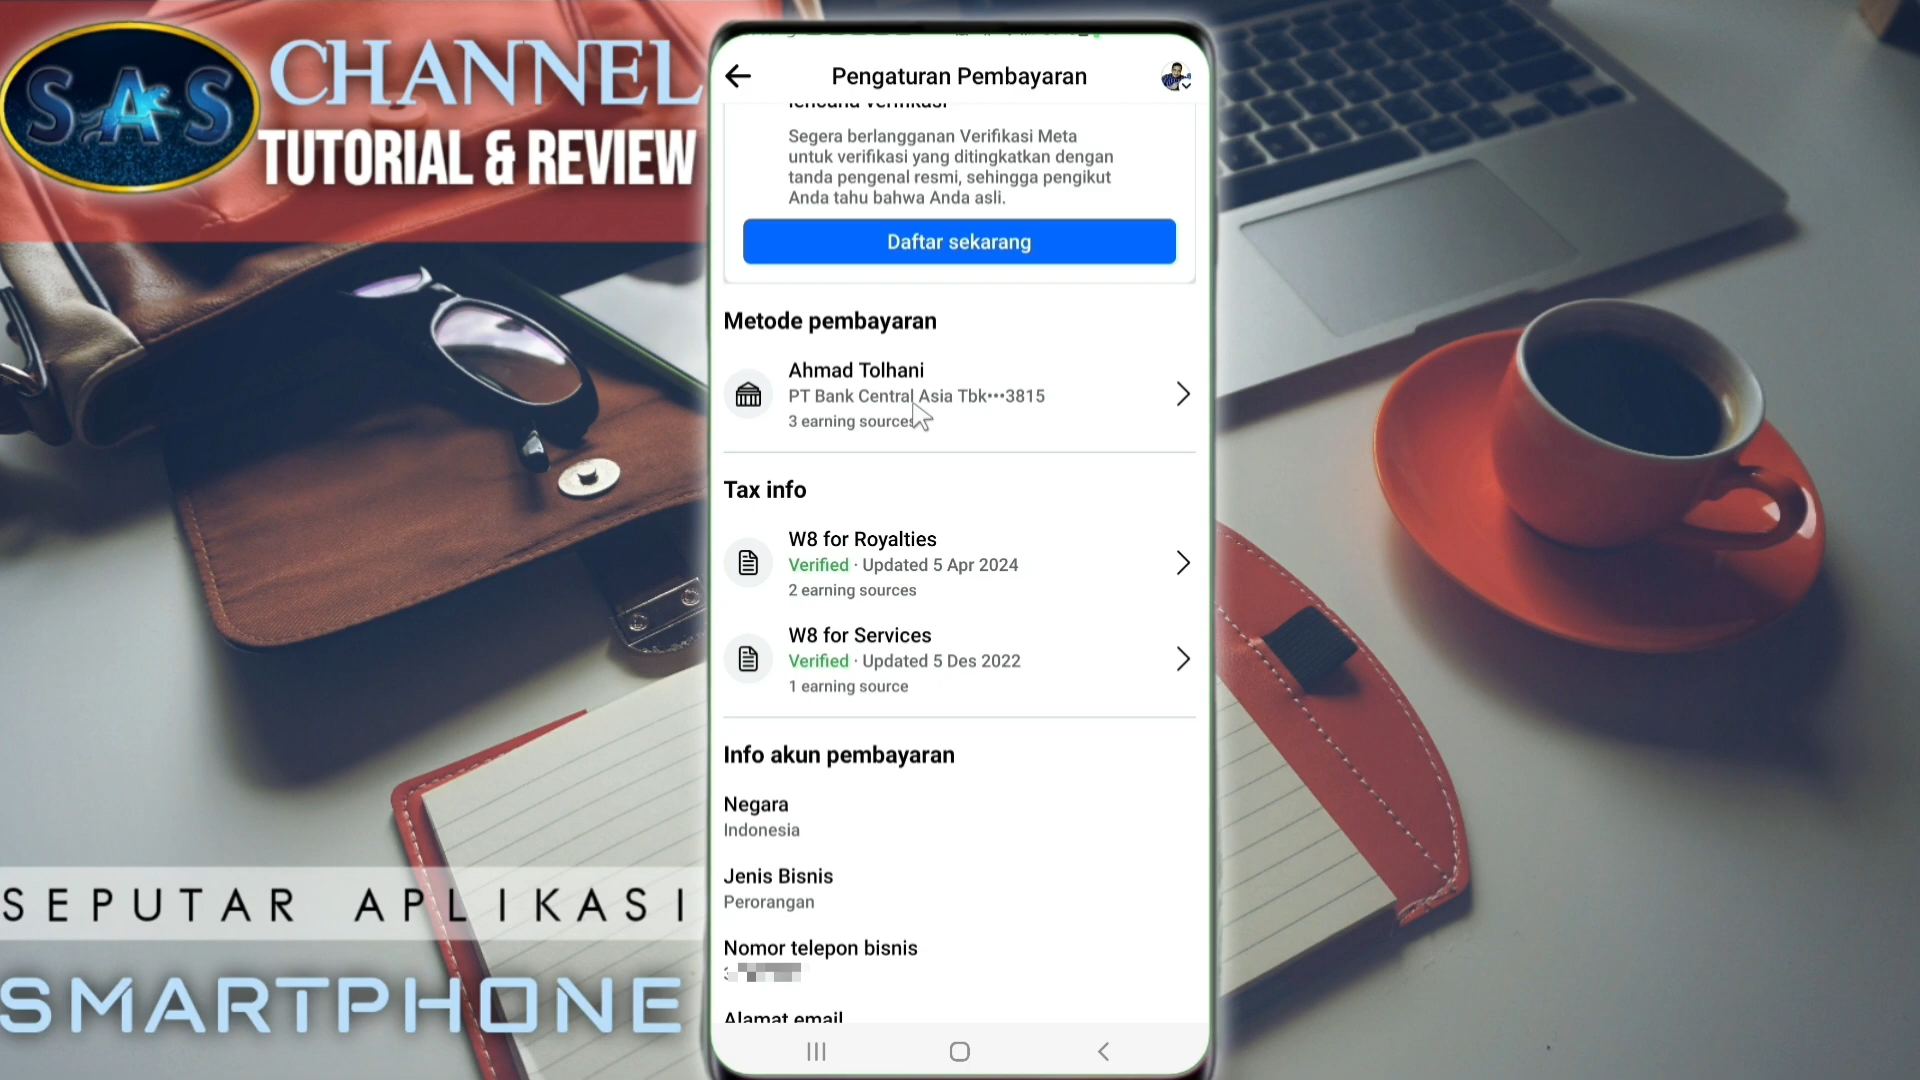 SAS
CHANNEL
TUTORIAL & REVIEW
Pengaturan Pembayaran
rencana verifikasi
Segera berlangganan Verifikasi Meta
untuk verifikasi yang ditingkatkan dengan
tanda pengenal resmi, sehingga pengikut
Anda tahu bahwa Anda asli.
Daftar sekarang
Metode pembayaran
Ahmad Tolhani
PT Bank Central Asia Tbk•••3815
3 earning sources
Tax info
W8 for Royalties
Verified · Updated 5 Apr 2024
2 earning sources
W8 for Services
Verified · Updated 5 Des 2022
1 earning source
Info akun pembayaran
Negara
Indonesia
Jenis Bisnis
Perorangan
Nomor telepon bisnis
Alamat email
SEPUTAR APLIKASI
SMARTPHONE